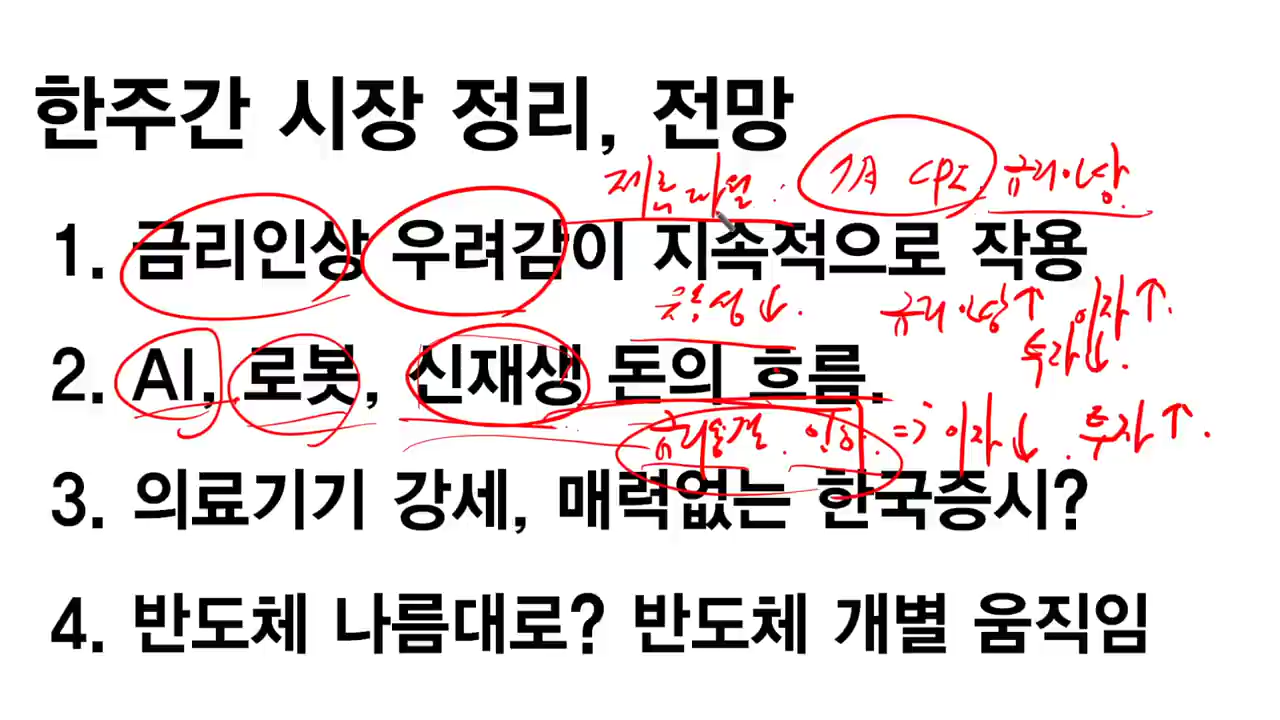 한주간 시장 정리, 전망
제롬파월 : 1月 CPI 금리인상
1. 금리인상 우려감이 지속적으로 작용
유동성↓. 금리인상↑ 이자↑.
투자↓.
2. AI, 로봇, 신재생 돈의 흐름.
금리동결. 인하. => 이자↓. 투자↑.
3. 의료기기 강세, 매력없는 한국증시?
4. 반도체 나름대로? 반도체 개별 움직임